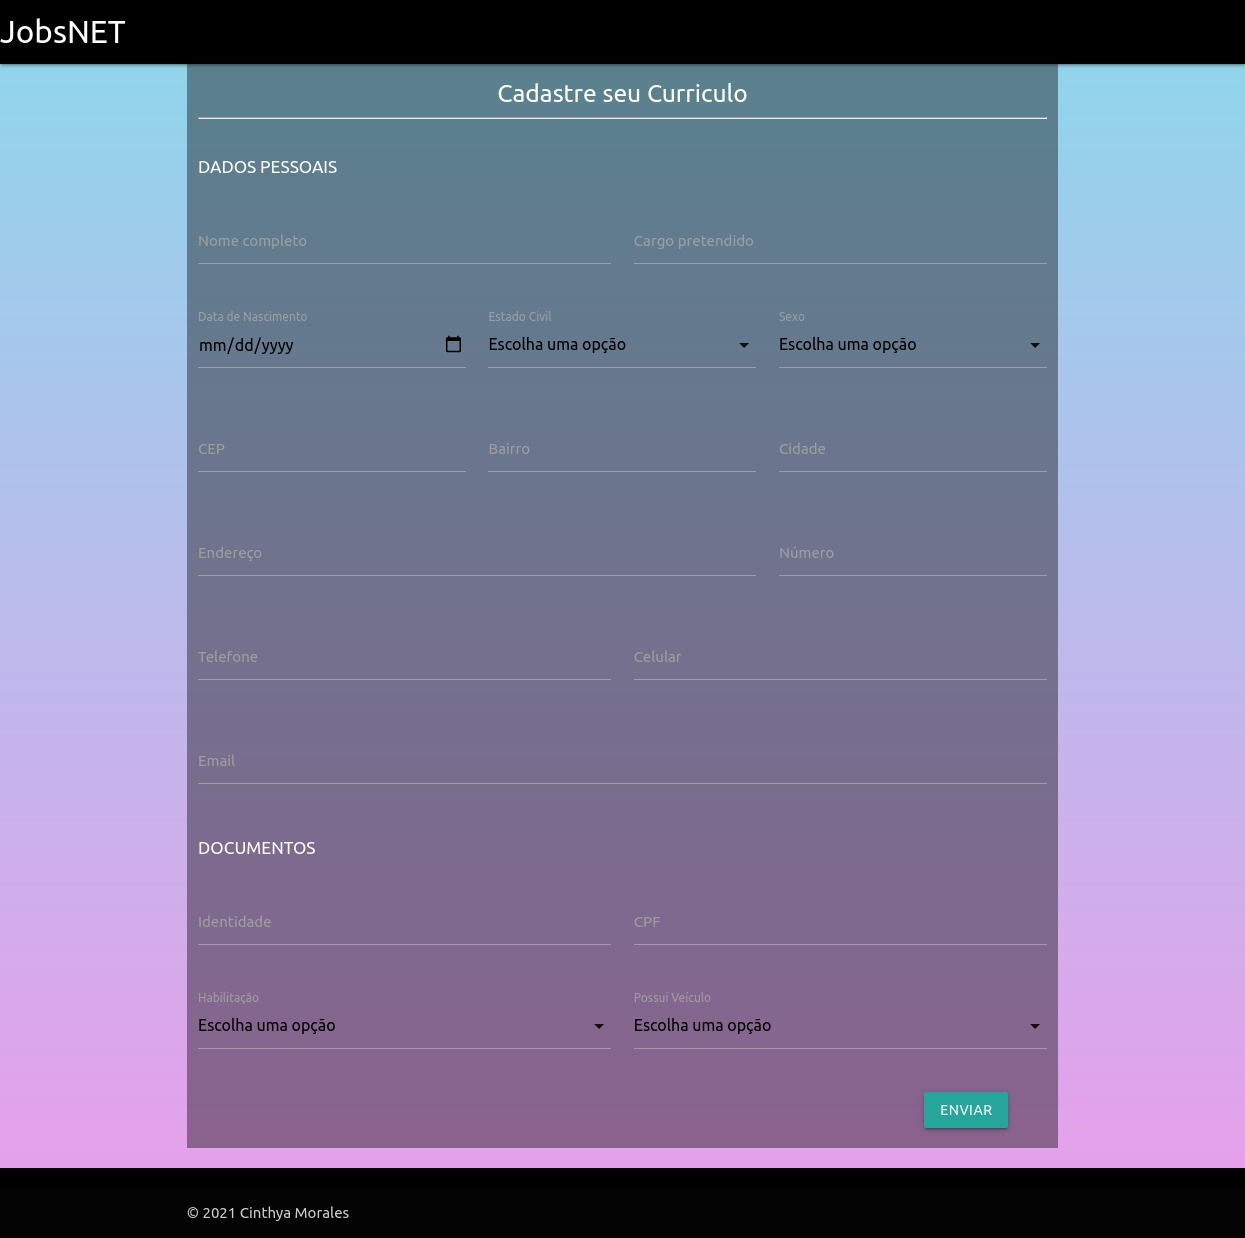 JobsNET
Cadastre seu Curriculo
DADOS PESSOAIS
Nome completo
Cargo pretendido
Data de Nascimento
Estado Civil
Sexo
mm/dd/yyyy
Escolha uma opção
Escolha uma opção
CEP
Bairro
Cidade
Endereço
Número
Telefone
Celular
Email
DOCUMENTOS
Identidade
CPF
Habilitação
Possui Veículo
Escolha uma opção
Escolha uma opção
ENVIAR
© 2021 Cinthya Morales